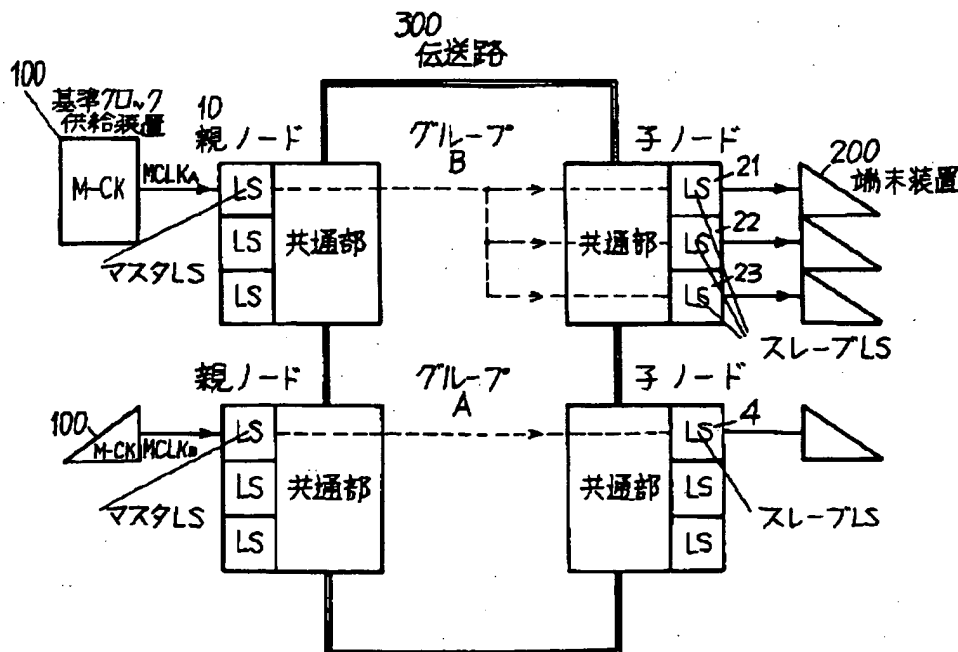 300
伝送路
100
基準クロック
供給装置
M-CK
MCLKA
10
親ノード
LS
LS
LS
共通部
マスタLS
グループ
B
子ノード
共通部
LS
LS
LS
21
22
23
200
端末装置
スレーブLS
親ノード
100
M-CK
MCLKB
LS
LS
LS
共通部
マスタLS
グループ
A
子ノード
共通部
LS
LS
LS
4
スレーブLS